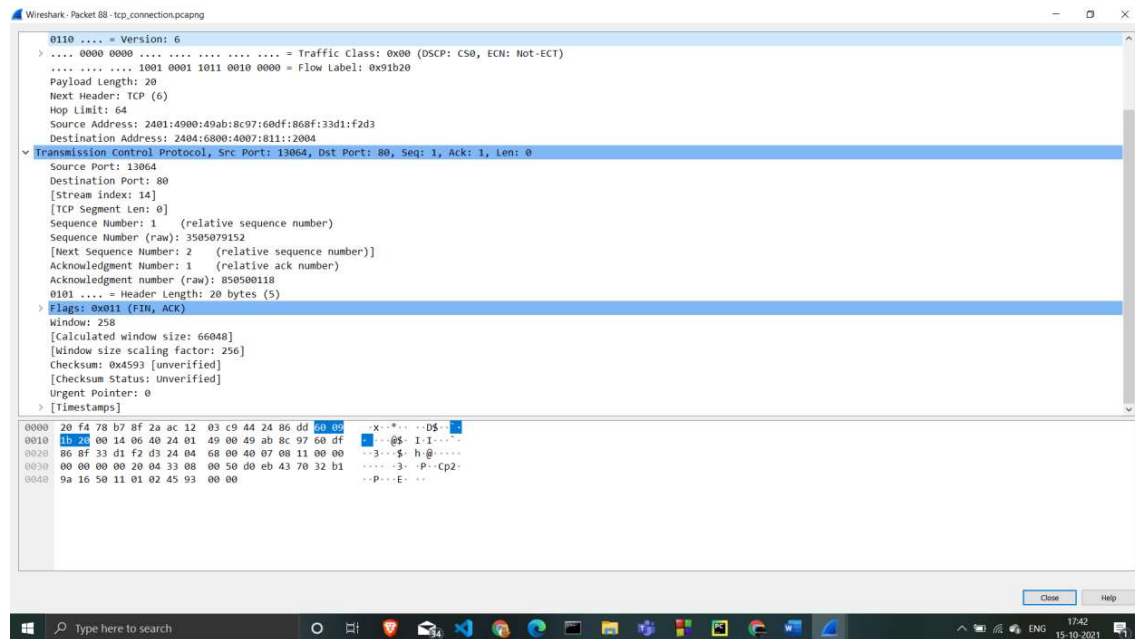 Wireshark · Packet 88 · tcp_connection.pcapng
0110 .... = Version: 6
> .... 0000 0000 .... .... .... .... .... = Traffic Class: 0x00 (DSCP: CS0, ECN: Not-ECT)
.... .... .... 1001 0001 1011 0010 0000 = Flow Label: 0x91b20
Payload Length: 20
Next Header: TCP (6)
Hop Limit: 64
Source Address: 2401:4900:49ab:8c97:60df:868f:33d1:f2d3
Destination Address: 2404:6800:4007:811::2004
Transmission Control Protocol, Src Port: 13064, Dst Port: 80, Seq: 1, Ack: 1, Len: 0
Source Port: 13064
Destination Port: 80
[Stream index: 14]
[TCP Segment Len: 0]
Sequence Number: 1    (relative sequence number)
Sequence Number (raw): 3505079152
[Next Sequence Number: 2    (relative sequence number)]
Acknowledgment Number: 1    (relative ack number)
Acknowledgment number (raw): 850500118
0101 .... = Header Length: 20 bytes (5)
> Flags: 0x011 (FIN, ACK)
Window: 258
[Calculated window size: 66048]
[Window size scaling factor: 256]
Checksum: 0x4593 [unverified]
[Checksum Status: Unverified]
Urgent Pointer: 0
> [Timestamps]
0000 20 f4 78 b7 8f 2a ac 12 03 c9 44 24 86 dd 60 09 ·x··*·· ··D$··`·
0010 1b 20 00 14 06 40 24 01 49 00 49 ab 8c 97 60 df · ···@$· I·I···`·
0020 86 8f 33 d1 f2 d3 24 04 68 00 40 07 08 11 00 00 ··3···$· h·@·····
0030 00 00 00 00 20 04 33 08 00 50 d0 eb 43 70 32 b1 ···· ·3· ·P··Cp2·
0040 9a 16 50 11 01 02 45 93 00 00 ··P···E· ··
Close
Help
Type here to search
34
ENG
17:42
15-10-2021